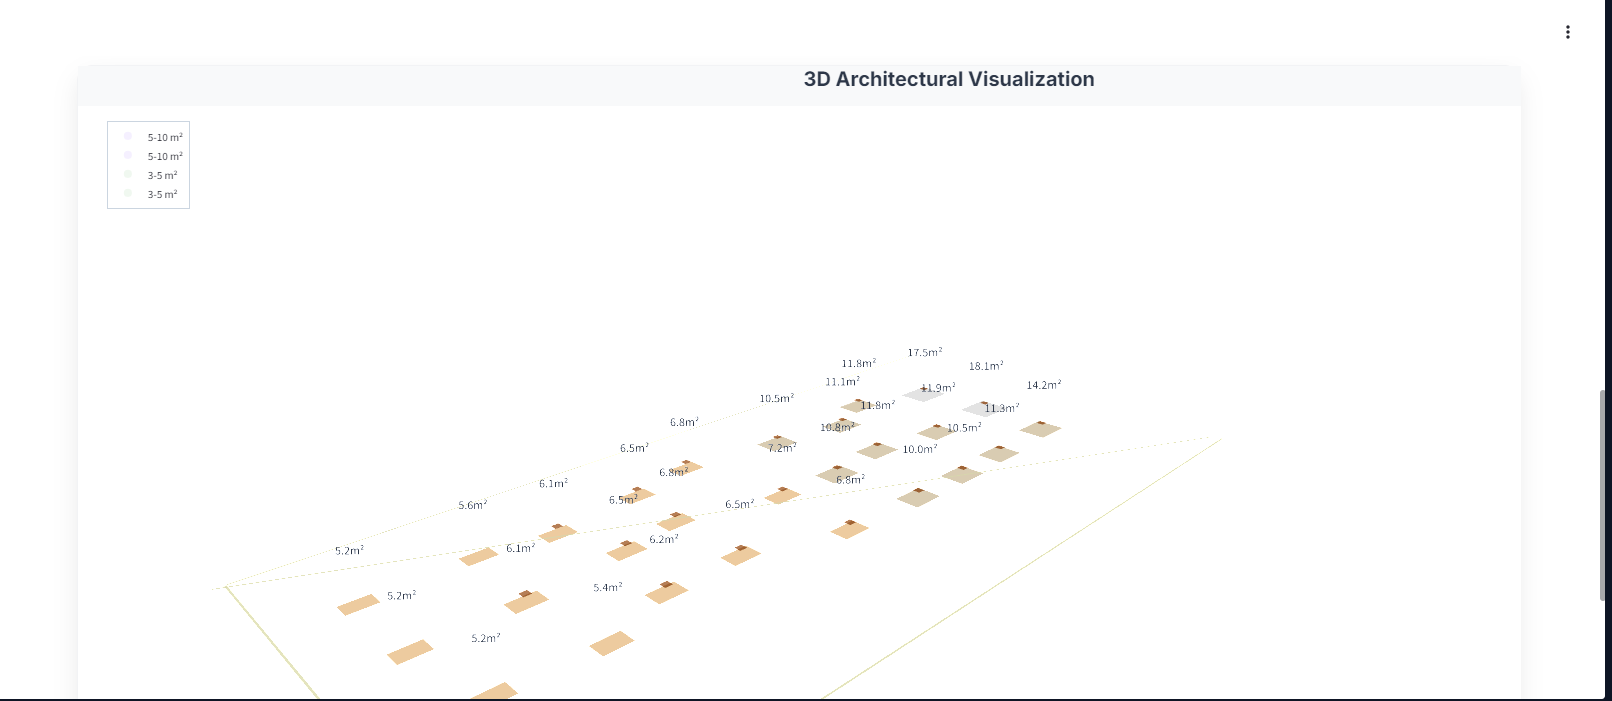 3D Architectural Visualization
5-10 m²
5-10 m²
3-5 m²
3-5 m²
17.5m²
11.8m²
18.1m²
11.1m²
14.2m²
11.9m²
10.5m²
11.8m²
11.3m²
6.8m²
10.8m²
10.5m²
6.5m²
7.2m²
10.0m²
6.8m²
6.1m²
6.8m²
6.5m²
5.6m²
6.5m²
6.2m²
5.2m²
6.1m²
5.4m²
5.2m²
5.2m²